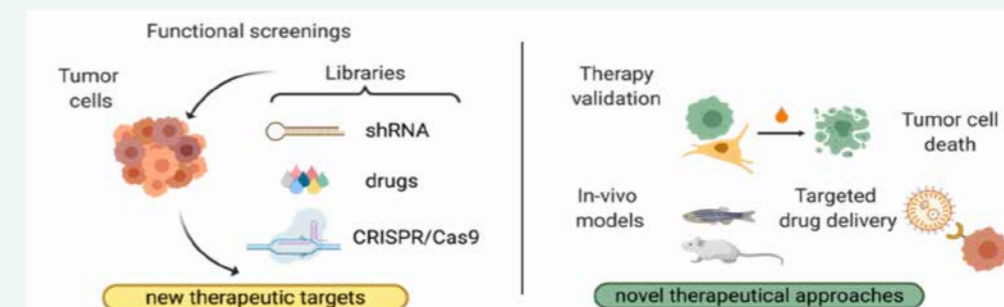 Functional screenings
Tumor
cells
Libraries
shRNA
drugs
CRISPR/Cas9
new therapeutic targets
Therapy
validation
Tumor cell
death
In-vivo
models
Targeted
drug delivery
novel therapeutical approaches